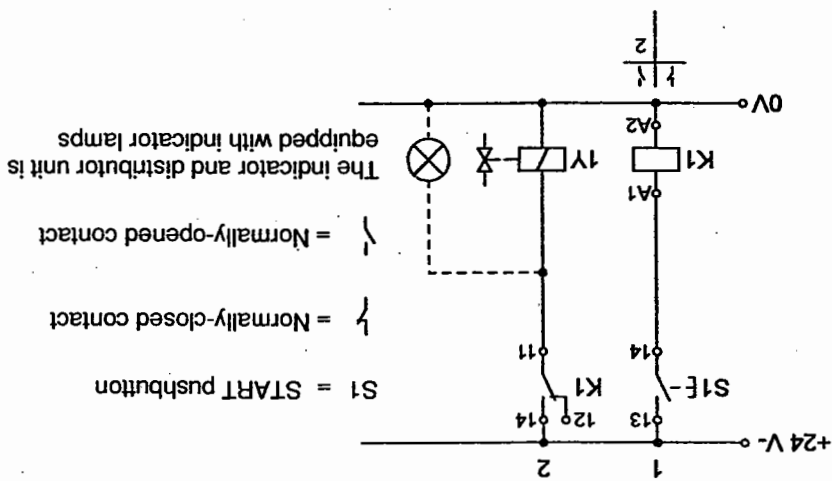 1 2
+24 V -
13 12 14
S1 K1
14 11
A1
K1 1Y
A2
0V
2
S1 = START pushbutton
= Normally-closed contact
= Normally-opened contact
The indicator and distributor unit is
equipped with indicator lamps